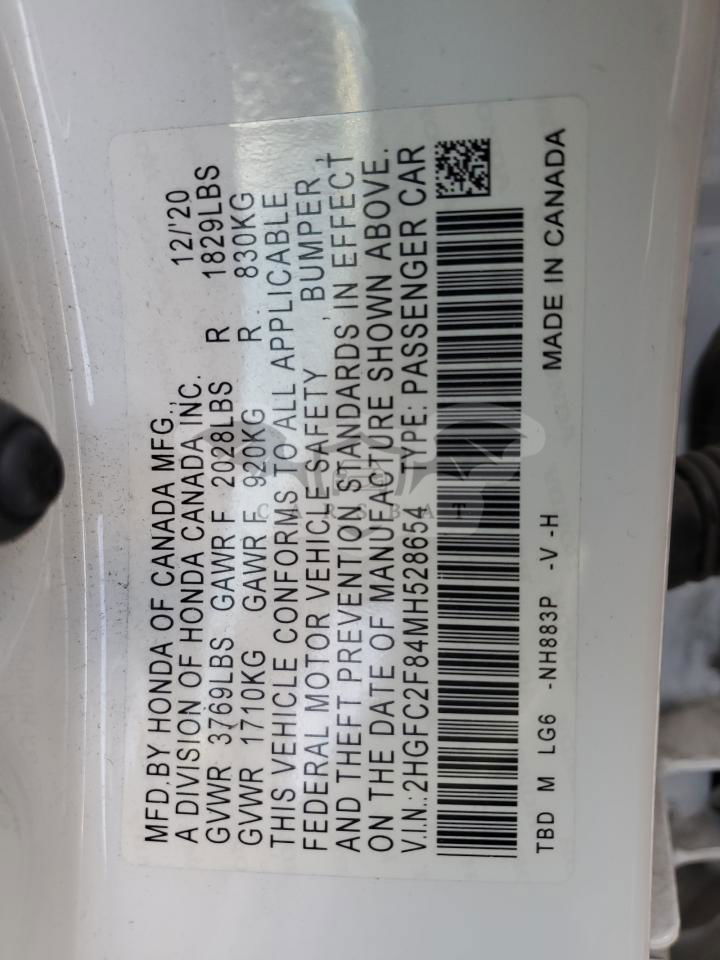 MFD.BY HONDA OF CANADA MFG., 12/'20
A DIVISION OF HONDA CANADA INC.
GVWR 3769LBS GAWR F 2028LBS R 1829LBS
GVWR 1710KG GAWR F 920KG R 830KG
THIS VEHICLE CONFORMS TO ALL APPLICABLE
FEDERAL MOTOR VEHICLE SAFETY, BUMPER,
AND THEFT PREVENTION STANDARDS IN EFFECT
ON THE DATE OF MANUFACTURE SHOWN ABOVE.
V.I.N.:2HGFC2F84MH528654 TYPE: PASSENGER CAR
TBD M LG6 -NH883P -V -H MADE IN CANADA
CARSBAT